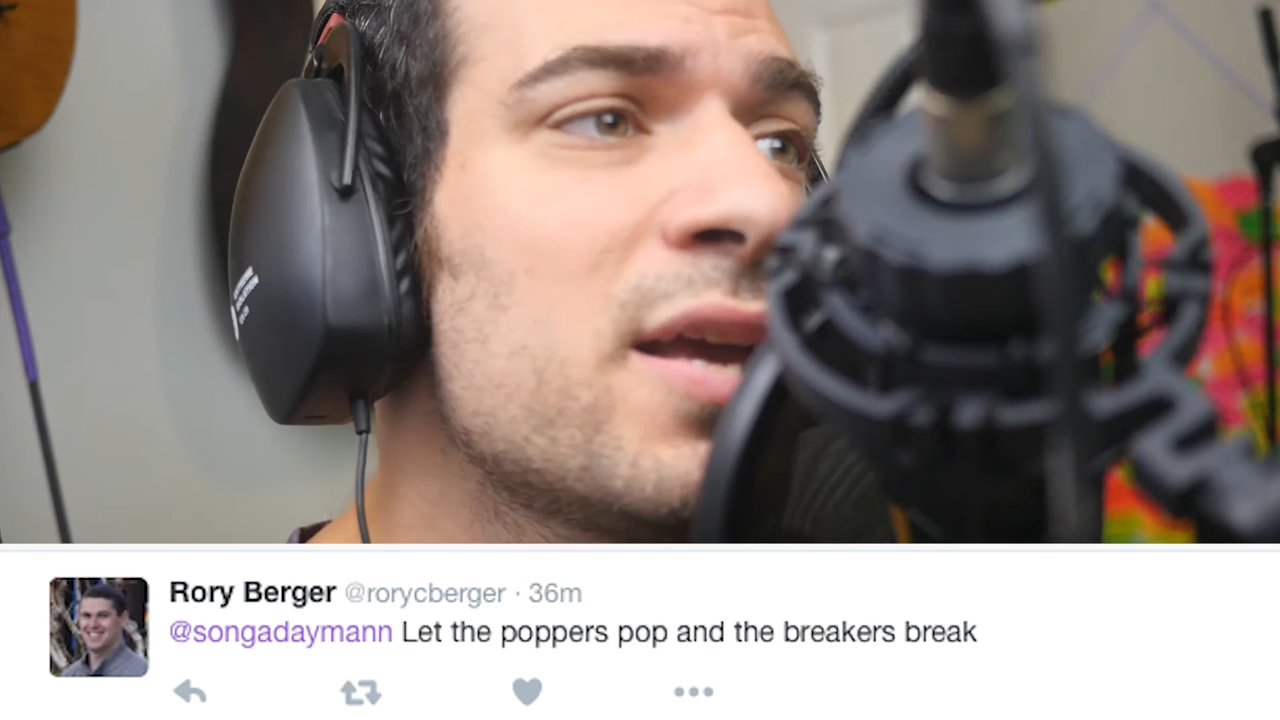 Rory Berger @rorycberger · 36m
@songadaymann Let the poppers pop and the breakers break